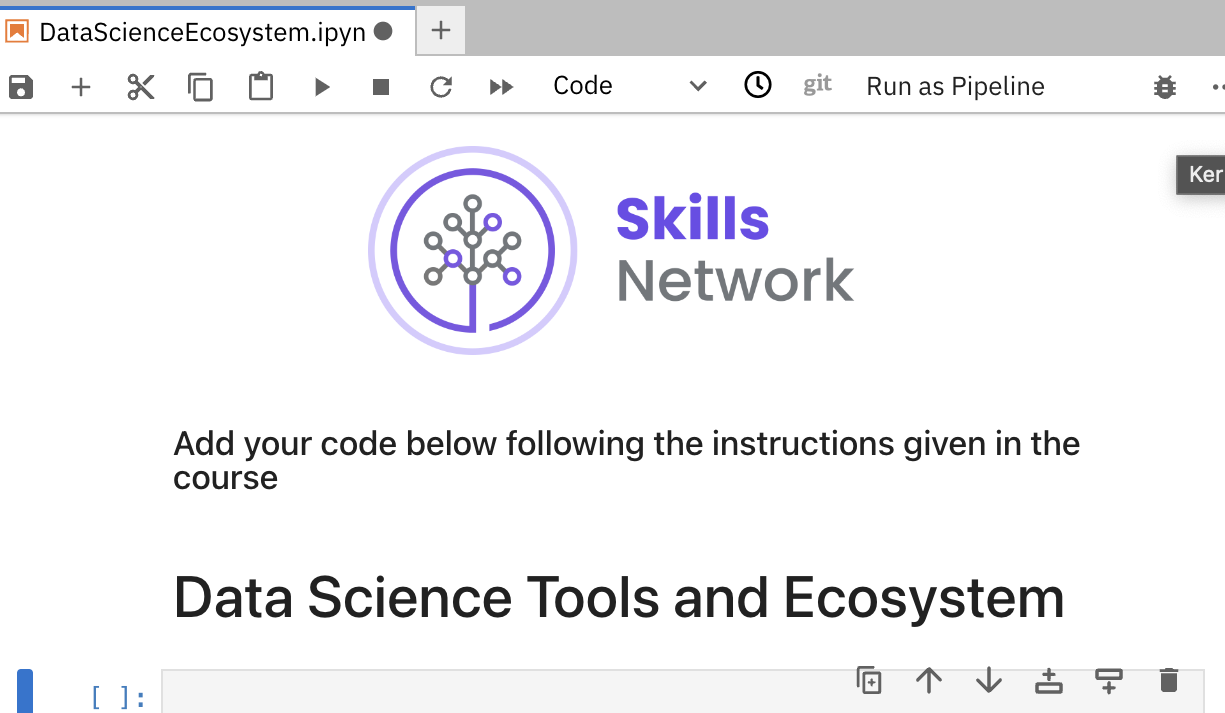 DataScienceEcosystem.ipyn
Code
git
Run as Pipeline
Ker
Skills
Network
Add your code below following the instructions given in the
course
Data Science Tools and Ecosystem
[ ]: